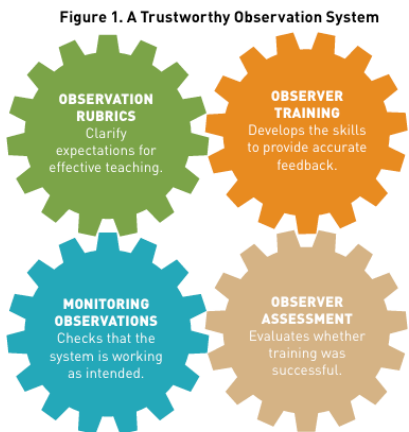 Figure 1. A Trustworthy Observation System
OBSERVATION
RUBRICS
Clarify
expectations for
effective teaching.
OBSERVER
TRAINING
Develops the skills
to provide accurate
feedback.
MONITORING
OBSERVATIONS
Checks that the
system is working
as intended.
OBSERVER
ASSESSMENT
Evaluates whether
training was
successful.